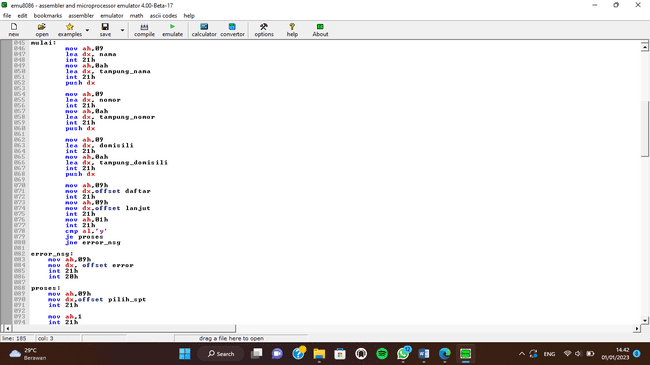 emu8086 - assembler and microprocessor emulator 4.00-Beta-17
file edit bookmarks assembler emulator math ascii codes help
new open examples save compile emulate calculator convertor options help About
045 mulai:
046 mov ah,09
047 lea dx, nama
048 int 21h
049 mov ah,0ah
050 lea dx, tampung_nama
051 int 21h
052 push dx
053
054 mov ah,09
055 lea dx, nomor
056 int 21h
057 mov ah,0ah
058 lea dx, tampung_nomor
059 int 21h
060 push dx
061
062 mov ah,09
063 lea dx, domisili
064 int 21h
065 mov ah,0ah
066 lea dx, tampung_domisili
067 int 21h
068 push dx
069
070 mov ah,09h
071 mov dx,offset daftar
072 int 21h
073 mov ah,09h
074 mov dx,offset lanjut
075 int 21h
076 mov ah,01h
077 int 21h
078 cmp al,'y'
079 je proses
080 jne error_msg
081
082 error_msg:
083 mov ah,09h
084 mov dx, offset error
085 int 21h
086 int 20h
087
088 proses:
089 mov ah,09h
090 mov dx,offset pilih_spt
091
092 int 21h
093 mov ah,1
094 int 21h
line: 185 col: 3 drag a file here to open
29°C
Berawan
Search
ENG
14.42
01/01/2023